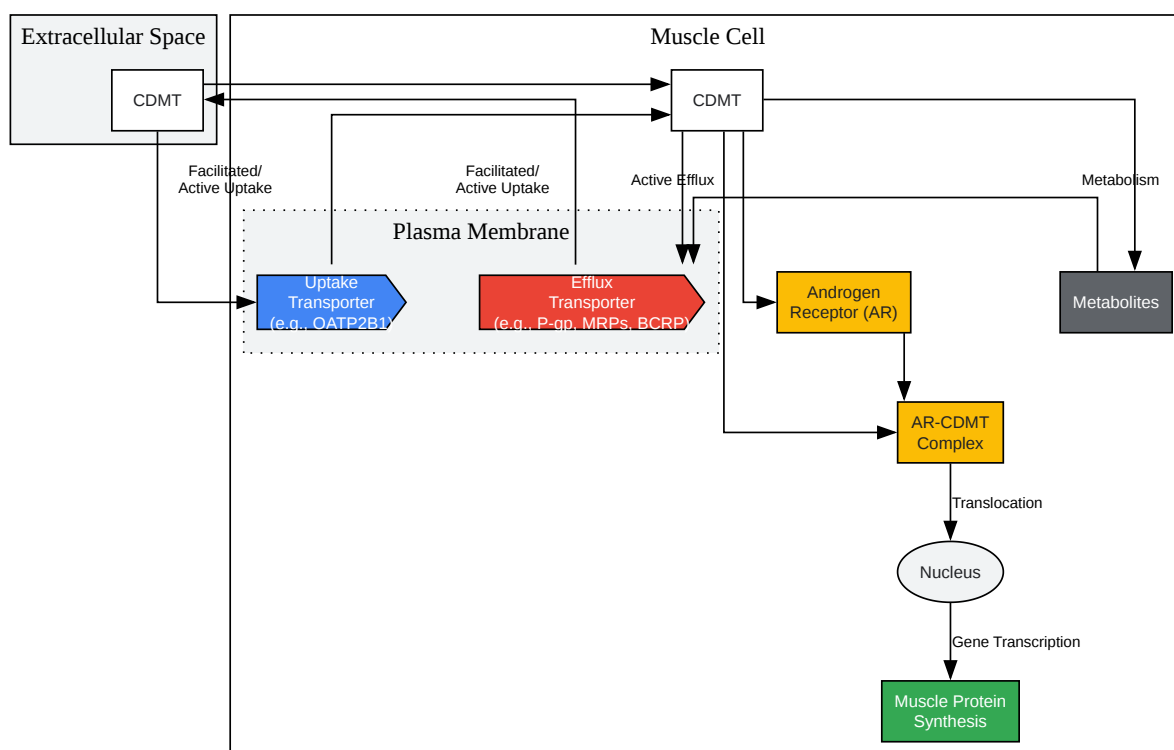 Extracellular Space
Muscle Cell
CDMT
CDMT
Facilitated/
Active Uptake
Facilitated/
Active Uptake
Active Efflux
Metabolism
Plasma Membrane
Uptake
Transporter
(e.g., OATP2B1)
Efflux
Transporter
(e.g., P-gp, MRPs, BCRP)
Androgen
Receptor (AR)
Metabolites
AR-CDMT
Complex
Translocation
Nucleus
Gene Transcription
Muscle Protein
Synthesis